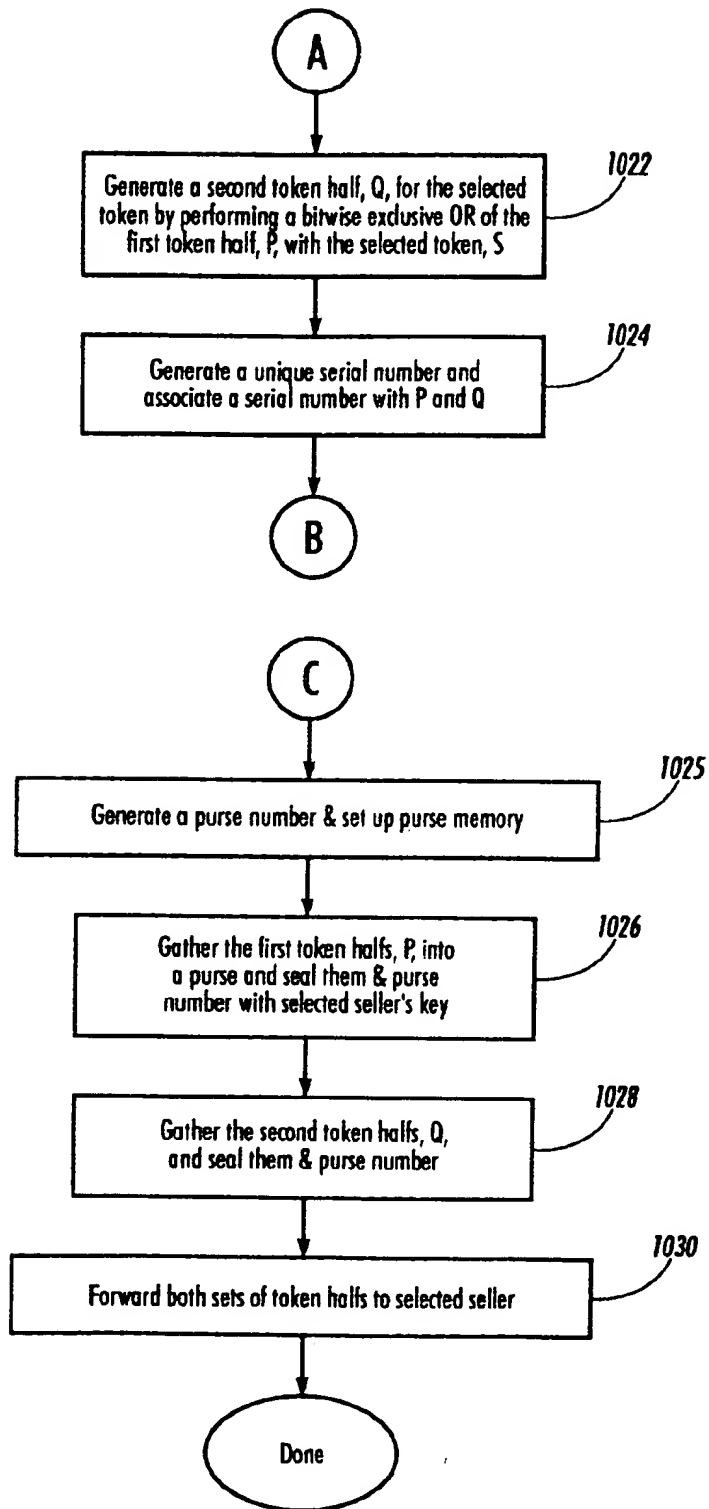 A
1022
Generate a second token half, Q, for the selected
token by performing a bitwise exclusive OR of the
first token half, P, with the selected token, S
1024
Generate a unique serial number and
associate a serial number with P and Q
B
C
1025
Generate a purse number & set up purse memory
1026
Gather the first token halfs, P, into
a purse and seal them & purse
number with selected seller's key
1028
Gather the second token halfs, Q,
and seal them & purse number
1030
Forward both sets of token halfs to selected seller
Done